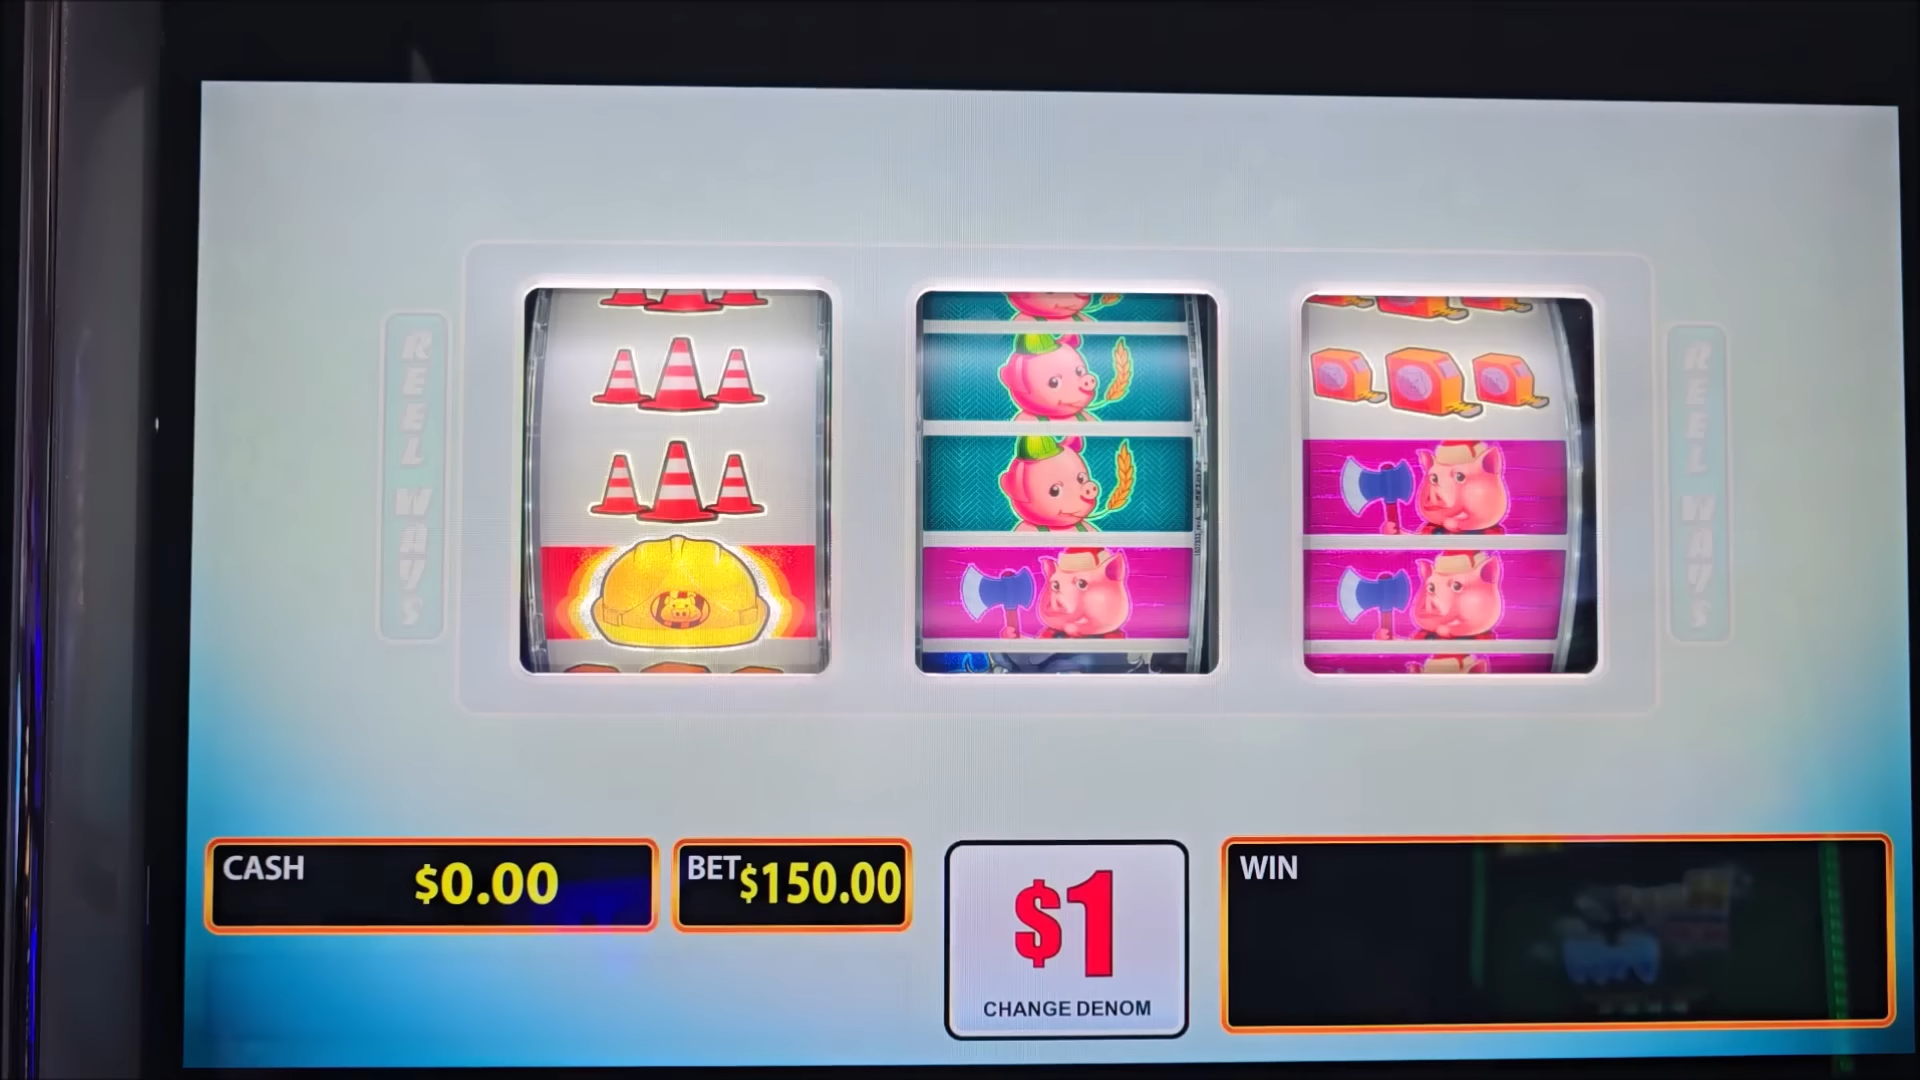 REEL WAYS
REEL WAYS
CASH $0.00
BET $150.00
$1
CHANGE DENOM
WIN